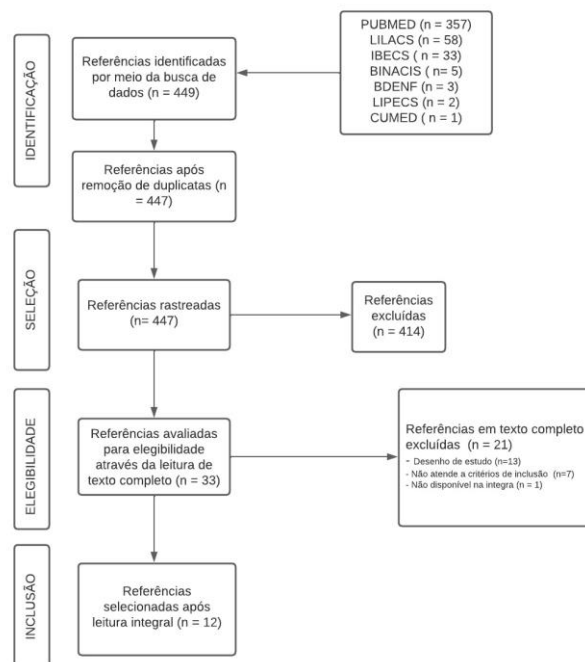 IDENTIFICAÇÃO
Referências identificadas
por meio da busca de
dados (n = 449)
PUBMED (n = 357)
LILACS (n = 58)
IBECS (n = 33)
BINACIS ( n= 5)
BDENF (n = 3)
LIPECS (n = 2)
CUMED ( n = 1)
Referências após
remoção de duplicatas (n
= 447)
SELEÇÃO
Referências rastreadas
(n= 447)
Referências
excluídas
(n = 414)
ELEGIBILIDADE
Referências avaliadas
para elegibilidade
através da leitura de
texto completo (n = 33)
Referências em texto completo
excluídas (n = 21)
- Desenho de estudo (n=13)
- Não atende a critérios de inclusão (n=7)
- Não disponível na integra (n = 1)
INCLUSÃO
Referências
selecionadas após
leitura integral (n = 12)